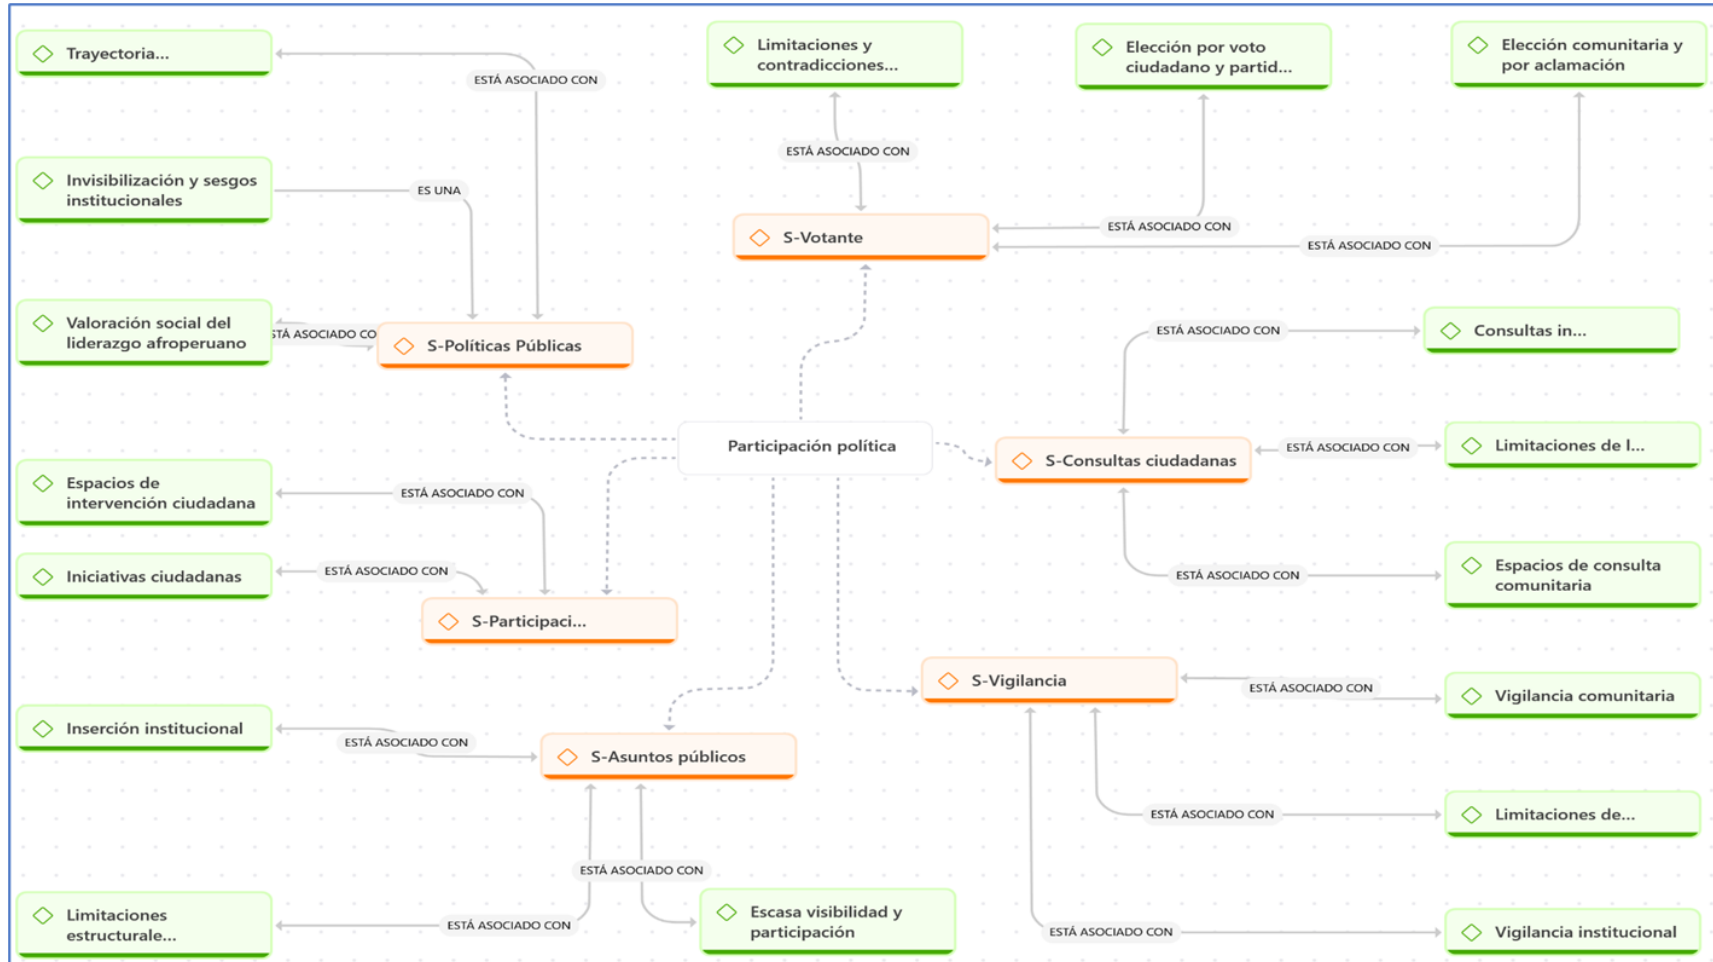 Trayectoria...
ESTÁ ASOCIADO CON
Limitaciones y
contradicciones...
Elección por voto
ciudadano y partid...
Elección comunitaria y
por aclamación
ESTÁ ASOCIADO CON
Invisibilización y sesgos
institucionales
ES UNA
S-Votante
ESTÁ ASOCIADO CON
ESTÁ ASOCIADO CON
Valoración social del
liderazgo afroperuano
STÁ ASOCIADO CO
S-Políticas Públicas
ESTÁ ASOCIADO CON
Consultas in...
Participación política
S-Consultas ciudadanas
ESTÁ ASOCIADO CON
Limitaciones de l...
Espacios de
intervención ciudadana
ESTÁ ASOCIADO CON
Iniciativas ciudadanas
ESTÁ ASOCIADO CON
S-Participaci...
ESTÁ ASOCIADO CON
Espacios de consulta
comunitaria
S-Vigilancia
ESTÁ ASOCIADO CON
Vigilancia comunitaria
Inserción institucional
ESTÁ ASOCIADO CON
S-Asuntos públicos
ESTÁ ASOCIADO CON
Limitaciones de...
ESTÁ ASOCIADO CON
Limitaciones
estructurale...
ESTÁ ASOCIADO CON
Escasa visibilidad y
participación
ESTÁ ASOCIADO CON
Vigilancia institucional